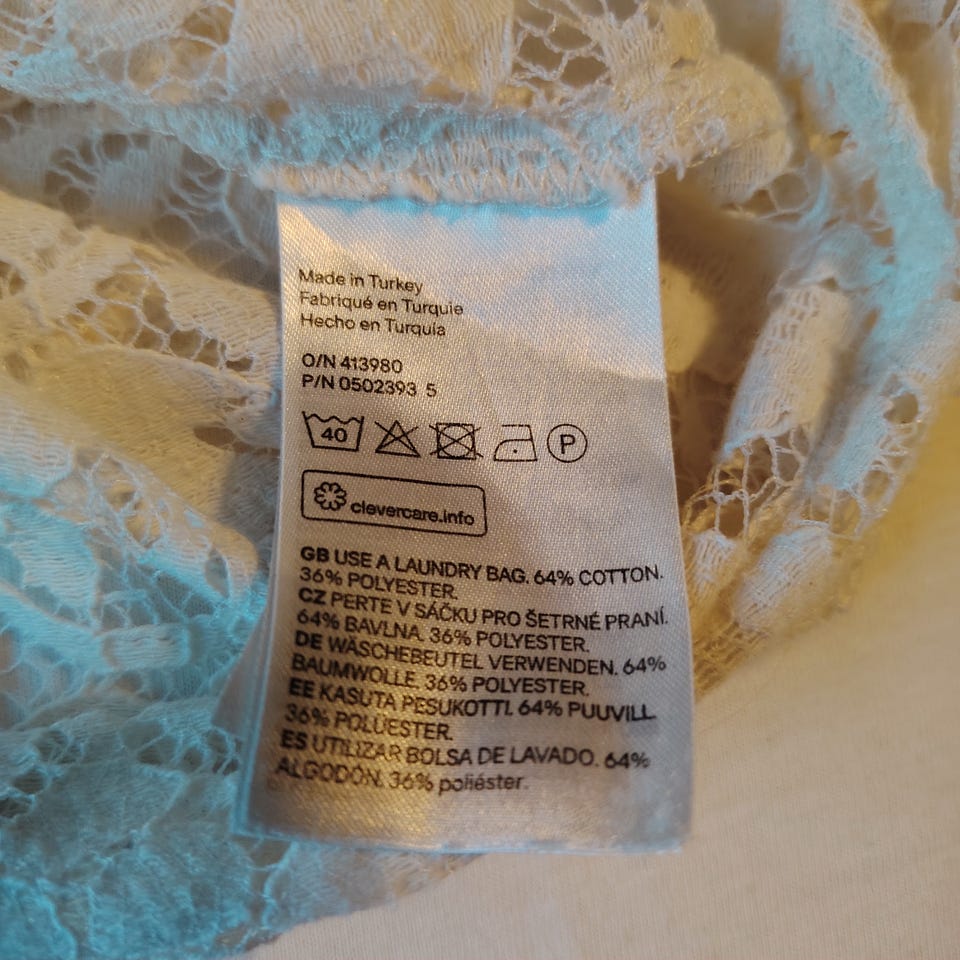 Made in Turkey
Fabriqué en Turquie
Hecho en Turquía
O/N 413980
P/N 0502393 5
40 P
clevercare.info
GB USE A LAUNDRY BAG. 64% COTTON.
36% POLYESTER.
CZ PERTE V SÁČKU PRO ŠETRNÉ PRANÍ.
64% BAVLNA. 36% POLYESTER.
DE WÄSCHEBEUTEL VERWENDEN. 64%
BAUMWOLLE. 36% POLYESTER.
EE KASUTA PESUKOTTI. 64% PUUVILL.
36% POLÜESTER.
ES UTILIZAR BOLSA DE LAVADO. 64%
ALGODÓN. 36% poliéster.